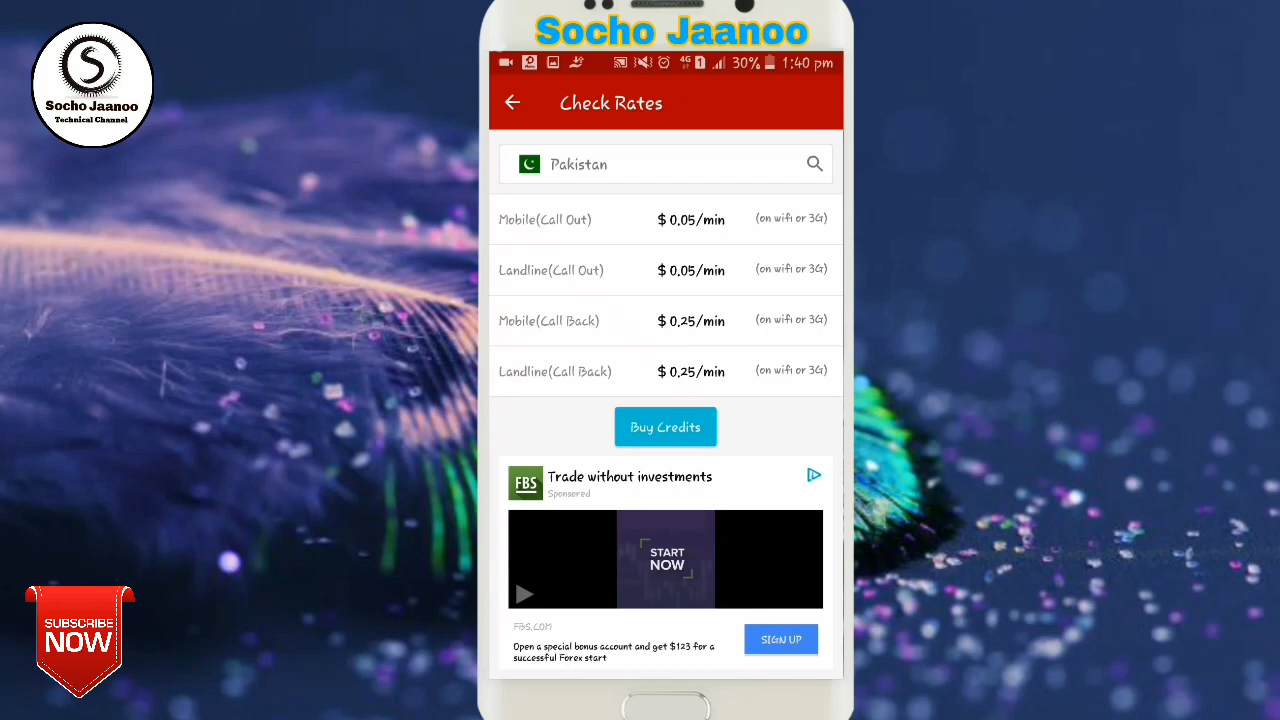 Socho Jaanoo
Socho Jaanoo
Technical Channel
4G 1 30% 1:40 pm
Check Rates
Pakistan
Mobile(Call Out) $ 0.05/min (on wifi or 3G)
Landline(Call Out) $ 0.05/min (on wifi or 3G)
Mobile(Call Back) $ 0.25/min (on wifi or 3G)
Landline(Call Back) $ 0.25/min (on wifi or 3G)
Buy Credits
FBS Trade without investments
Sponsored
START
NOW
FBS.COM
Open a special bonus account and get $123 for a
successful Forex start
SIGN UP
SUBSCRIBE
NOW